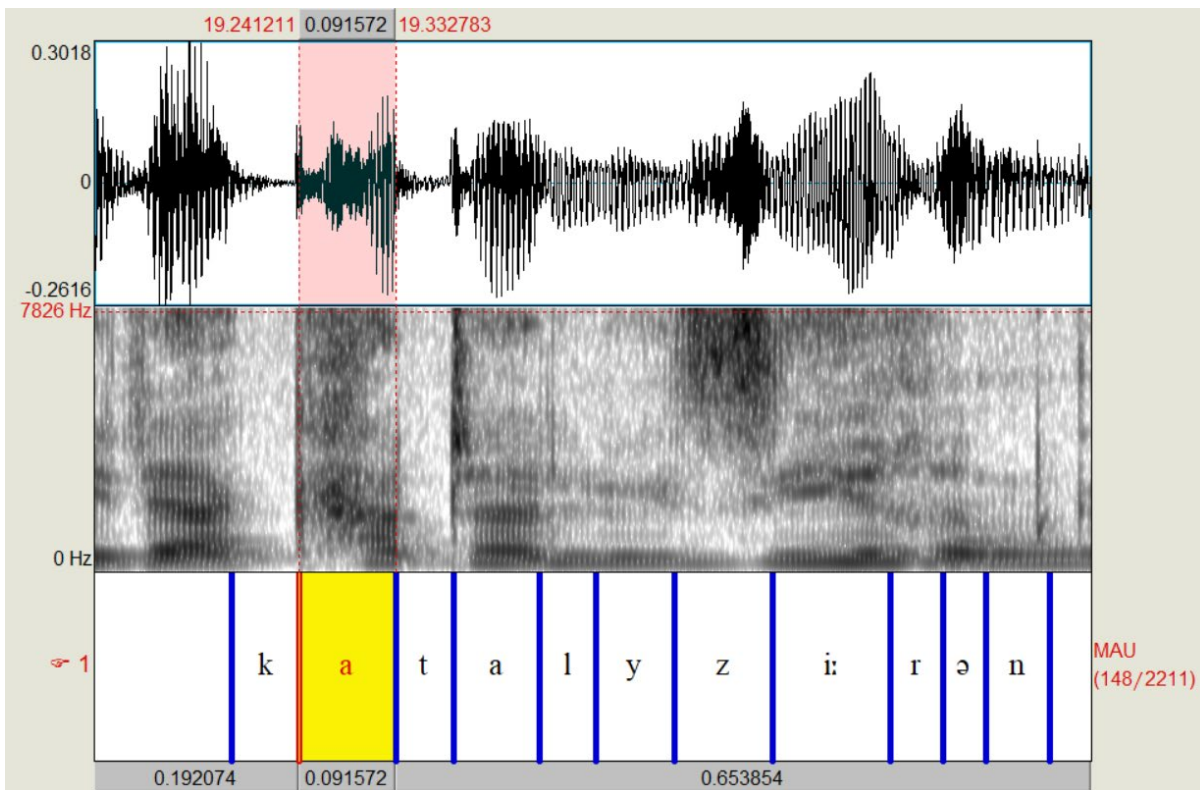 19.241211 0.091572 19.332783
0.3018
0
-0.2616
7826 Hz
0 Hz
☞ 1
k a t a l y z iː r ə n
MAU
(148/2211)
0.192074 0.091572 0.653854